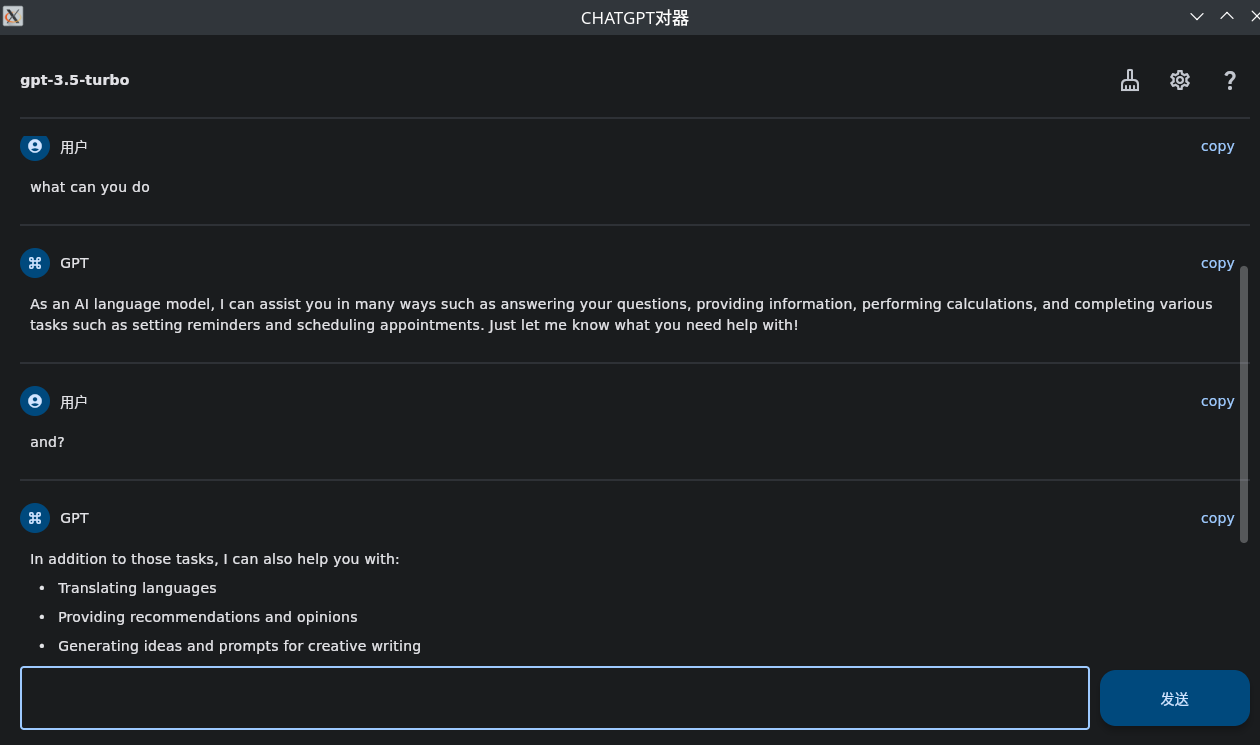 CHATGPT对器
gpt-3.5-turbo
?
用户
copy
what can you do
GPT
copy
As an AI language model, I can assist you in many ways such as answering your questions, providing information, performing calculations, and completing various
tasks such as setting reminders and scheduling appointments. Just let me know what you need help with!
用户
copy
and?
GPT
copy
In addition to those tasks, I can also help you with:
• Translating languages
• Providing recommendations and opinions
• Generating ideas and prompts for creative writing
发送